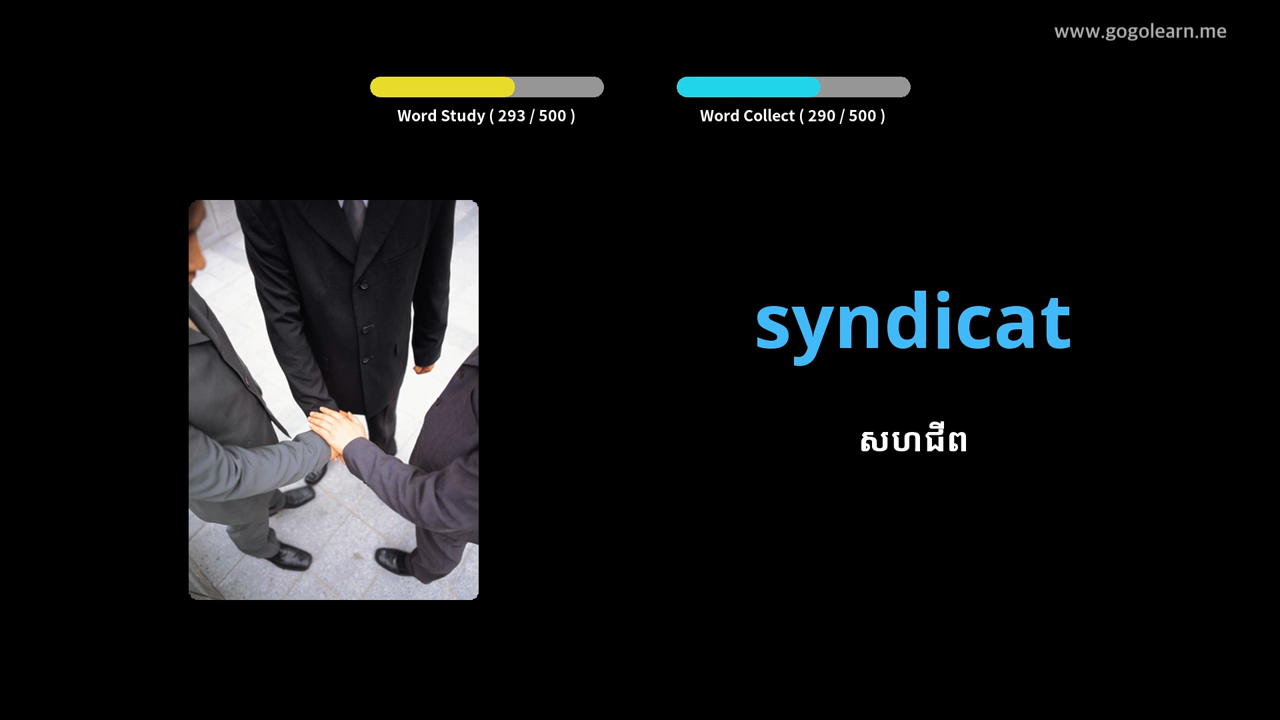 www.gogolearn.me
Word Study ( 293 / 500 )
Word Collect ( 290 / 500 )
syndicat
សហជីព